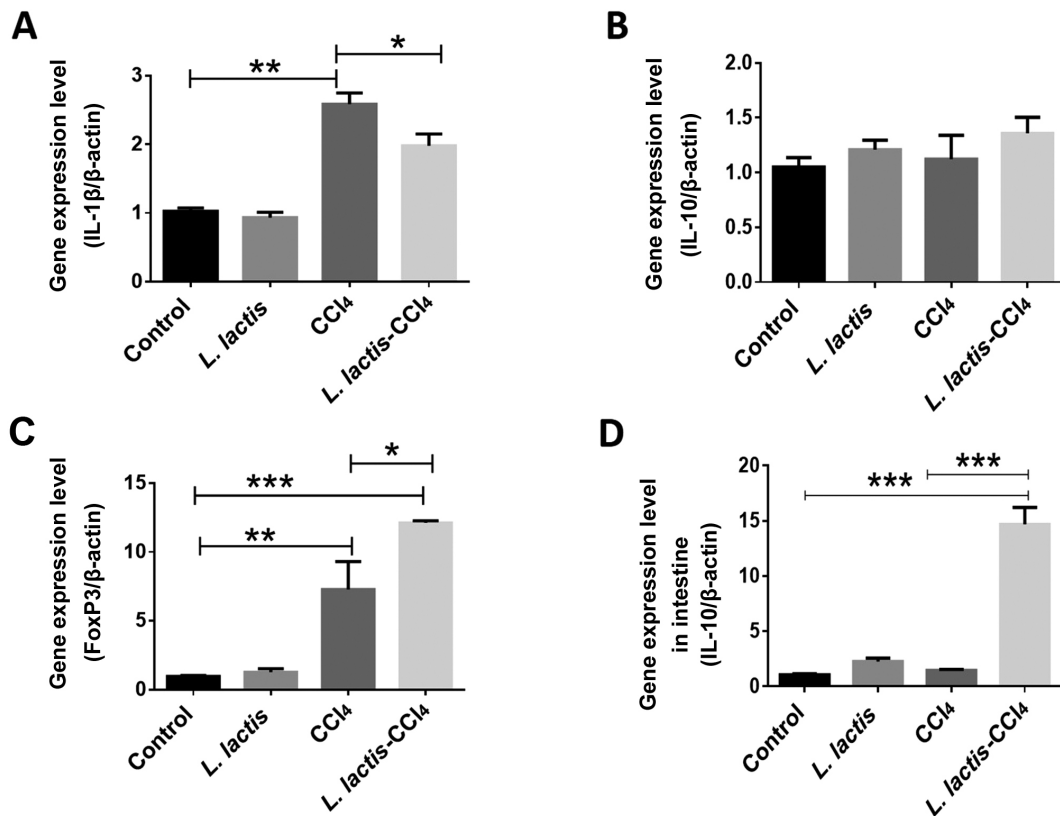 A
Gene expression level
(IL-1β/β-actin)
3
2
1
0
**
*
Control
L. lactis
CCl₄
L. lactis-CCl₄
B
Gene expression level
(IL-10/β-actin)
2.0
1.5
1.0
0.5
0.0
Control
L. lactis
CCl₄
L. lactis-CCl₄
C
Gene expression level
(FoxP3/β-actin)
15
10
5
0
*
***
**
Control
L. lactis
CCl₄
L. lactis-CCl₄
D
Gene expression level
in intestine
(IL-10/β-actin)
20
15
10
5
0
***
***
Control
L. lactis
CCl₄
L. lactis-CCl₄